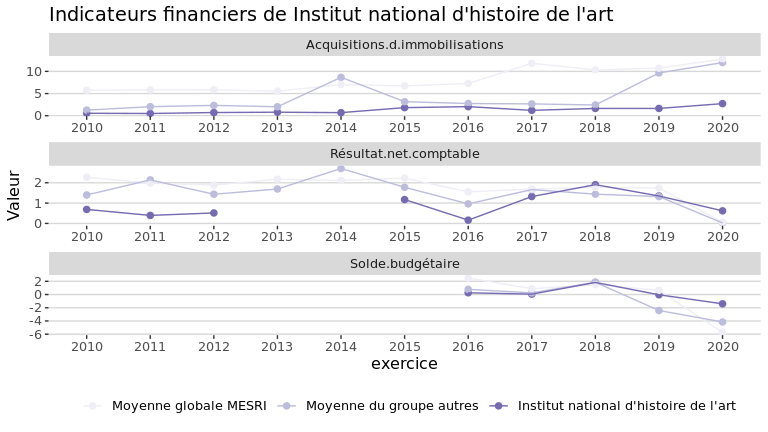 Indicateurs financiers de Institut national d'histoire de l'art
Acquisitions.d.immobilisations
10
5
0
2010 2011 2012 2013 2014 2015 2016 2017 2018 2019 2020
Résultat.net.comptable
2
1
0
2010 2011 2012 2013 2014 2015 2016 2017 2018 2019 2020
Solde.budgétaire
2
0
-2
-4
-6
2010 2011 2012 2013 2014 2015 2016 2017 2018 2019 2020
Valeur
exercice
Moyenne globale MESRI Moyenne du groupe autres Institut national d'histoire de l'art